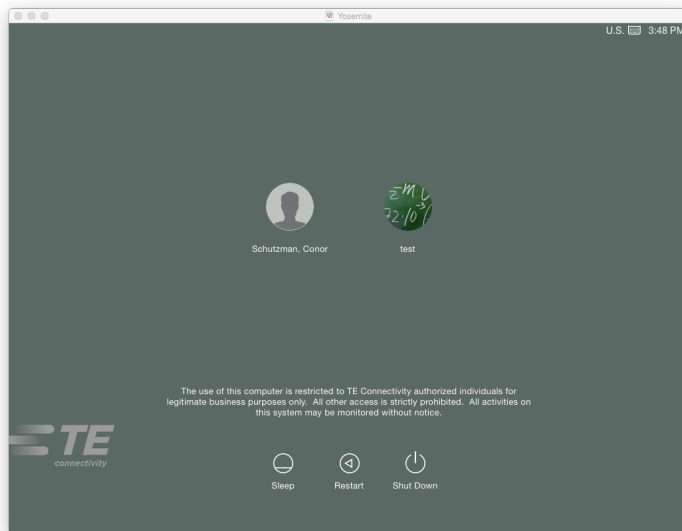 Yosemite
U.S. 3:48 PM
Schutzman, Conor
test
The use of this computer is restricted to TE Connectivity authorized individuals for
legitimate business purposes only. All other access is strictly prohibited. All activities on
this system may be monitored without notice.
TE
connectivity
Sleep Restart Shut Down